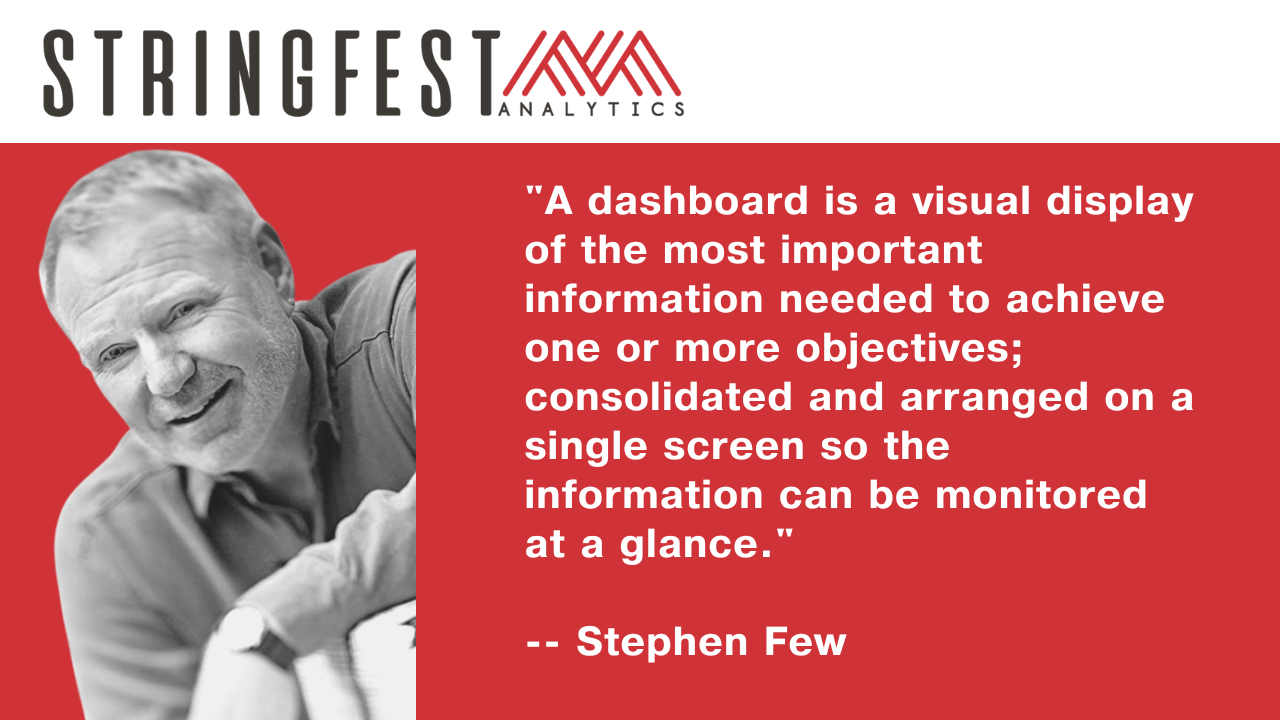 STRINGFEST
ANALYTICS
"A dashboard is a visual display
of the most important
information needed to achieve
one or more objectives;
consolidated and arranged on a
single screen so the
information can be monitored
at a glance."
-- Stephen Few